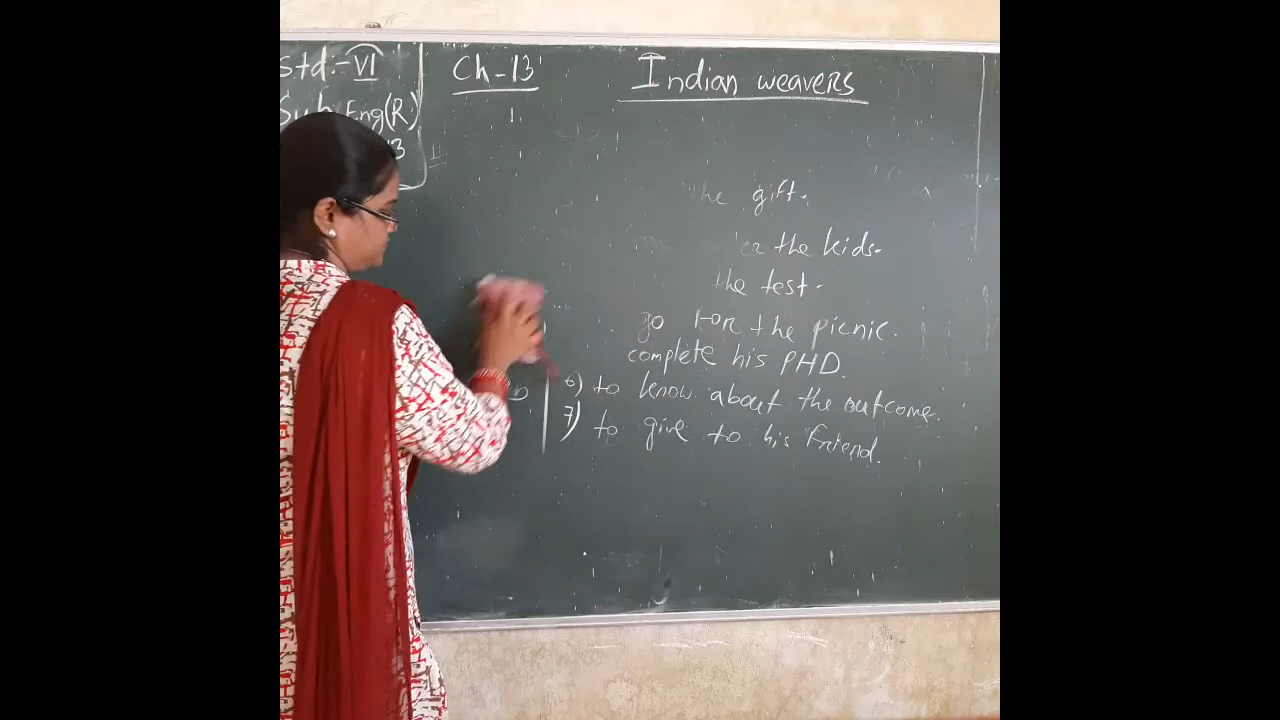 Std.-VI
Sub Eng(R)
13
Ch-13
Indian weavers
the gift.
the kids.
the test.
go for the picnic.
complete his PHD.
6) to know about the outcome.
7) to give to his friend.